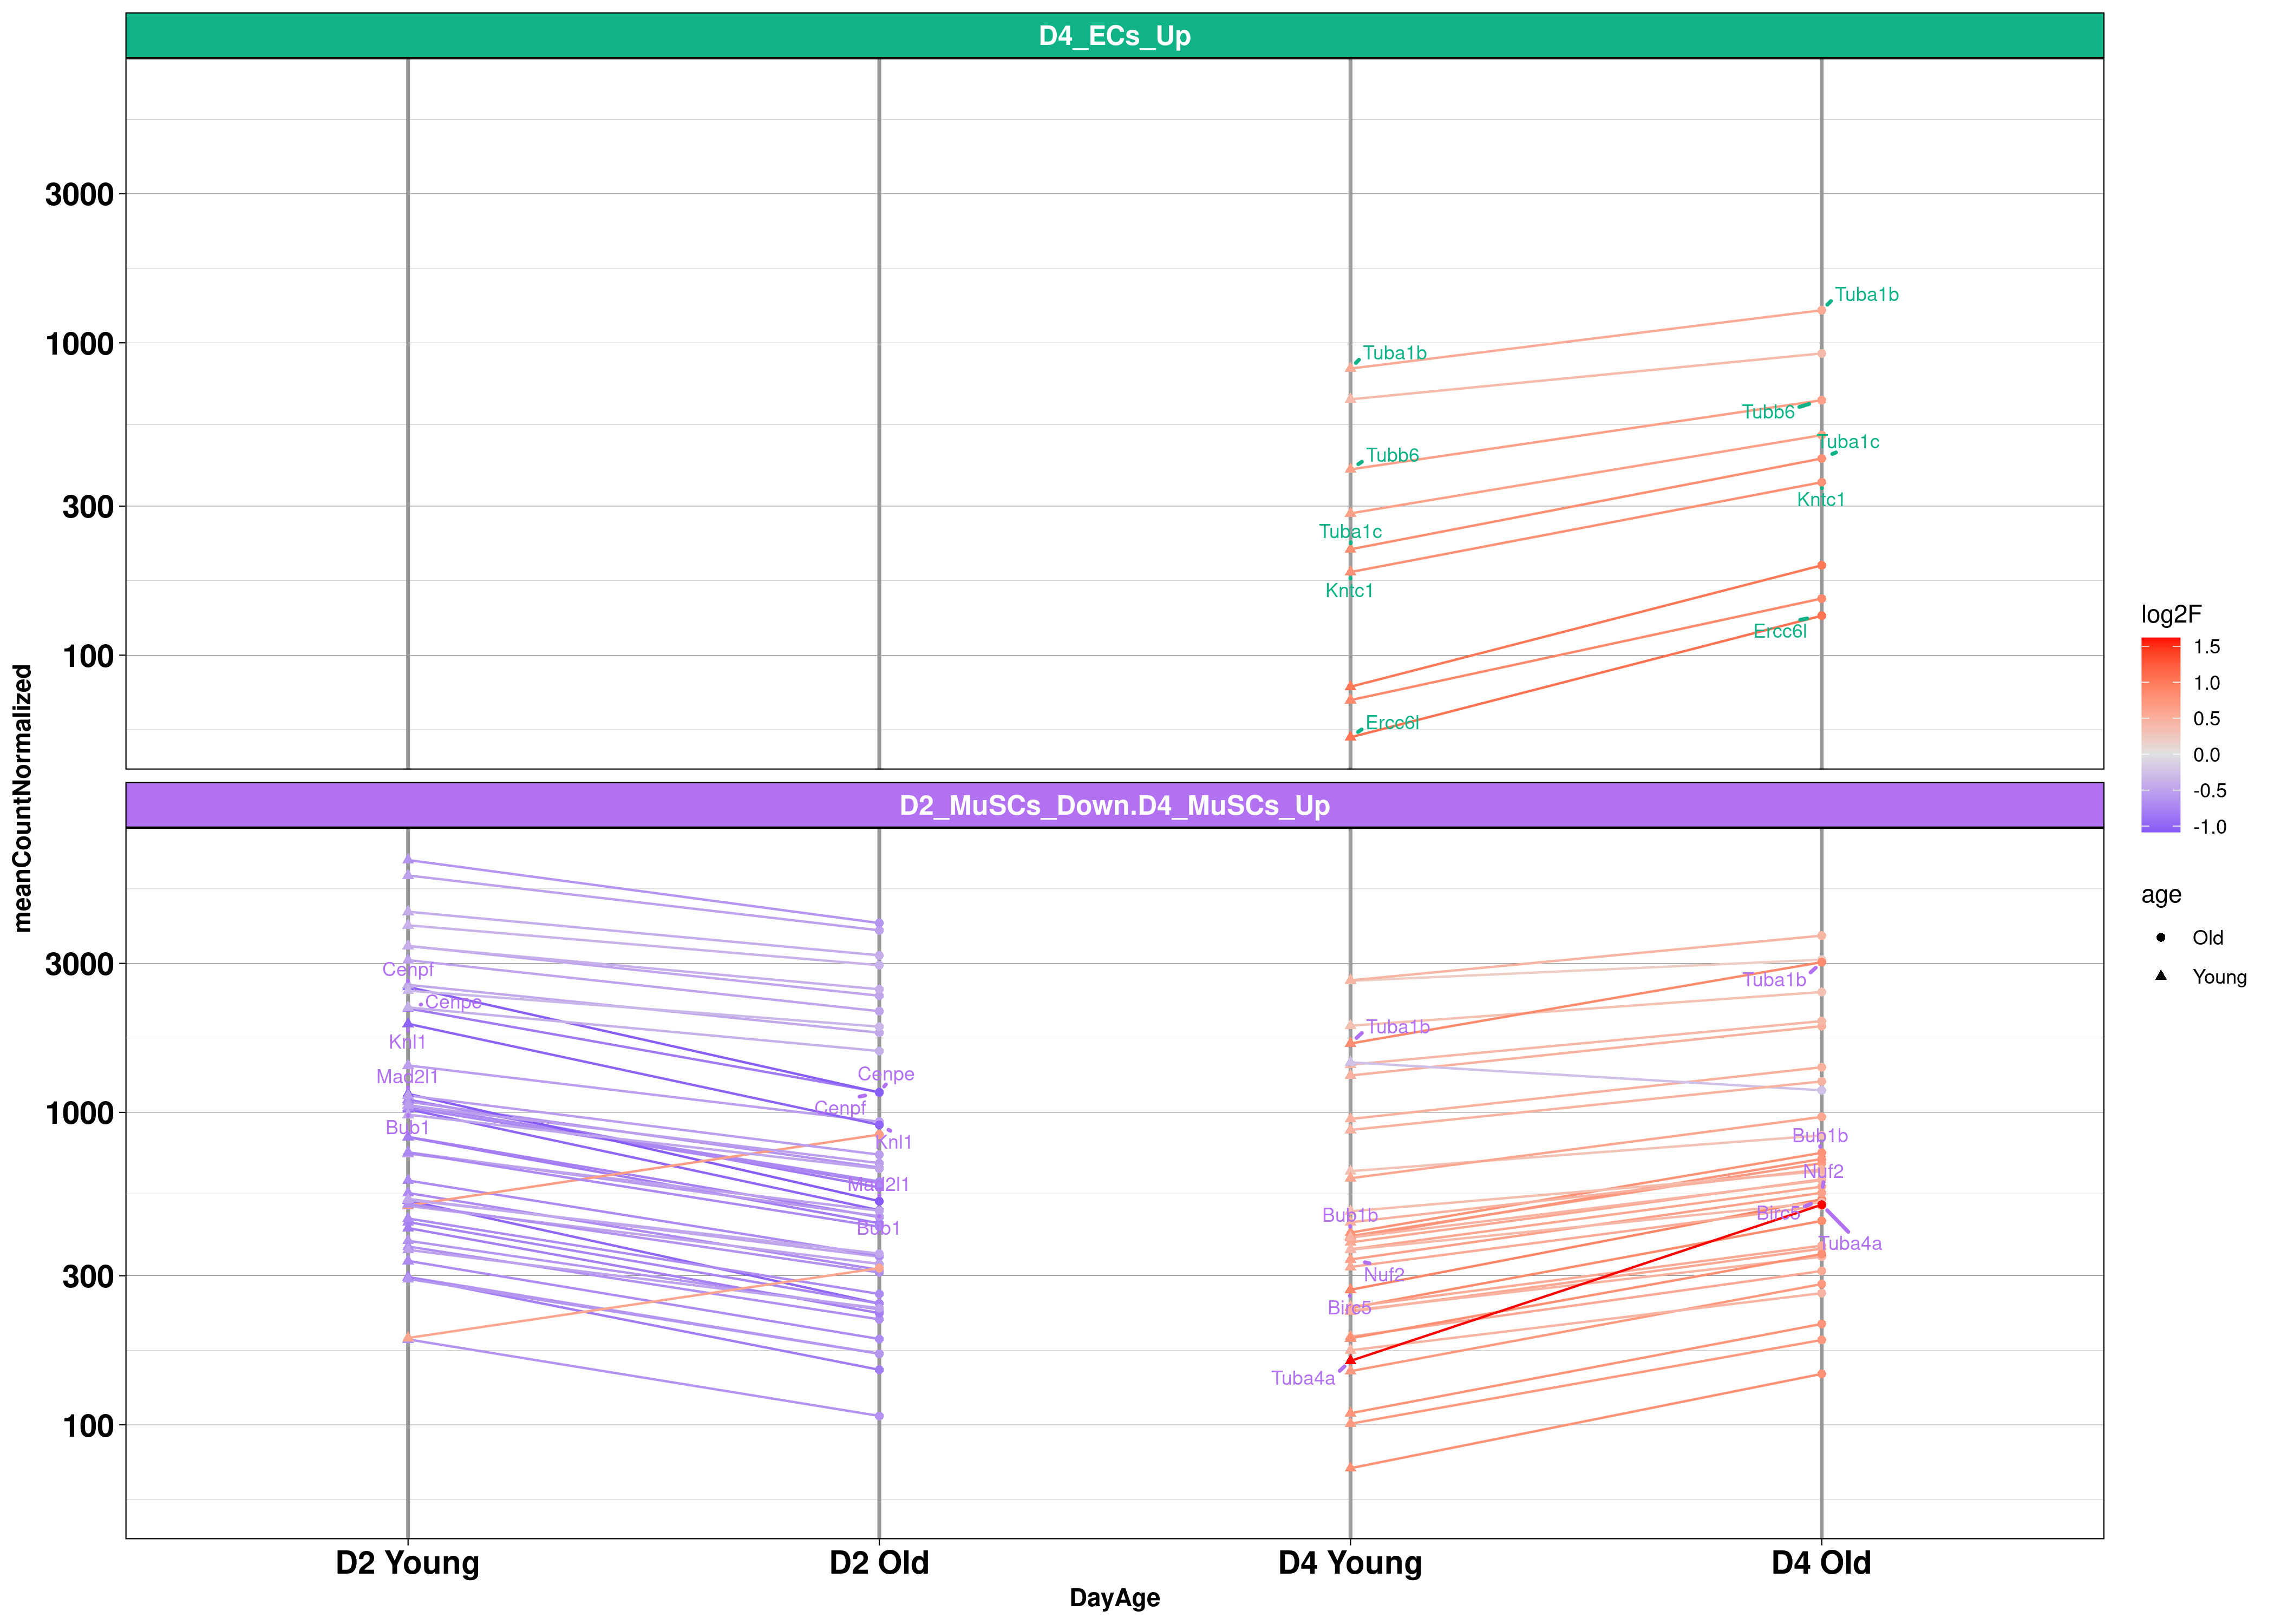 D4_ECs_Up
3000
1000
300
100
Tuba1b
Tuba1b
Tubb6
Tubb6
Tuba1c
Tuba1c
Kntc1
Kntc1
Ercc6l
Ercc6l
meanCountNormalized
D2_MuSCs_Down.D4_MuSCs_Up
3000
1000
300
100
Cenpf
Cenpe
Knl1
Mad2l1
Bub1
Cenpe
Cenpf
Knl1
Mad2l1
Bub1
Tuba1b
Bub1b
Nuf2
Birc5
Tuba4a
Tuba1b
Bub1b
Nuf2
Birc5
Tuba4a
D2 Young
D2 Old
D4 Young
D4 Old
DayAge
log2F
1.5
1.0
0.5
0.0
-0.5
-1.0
age
Old
Young